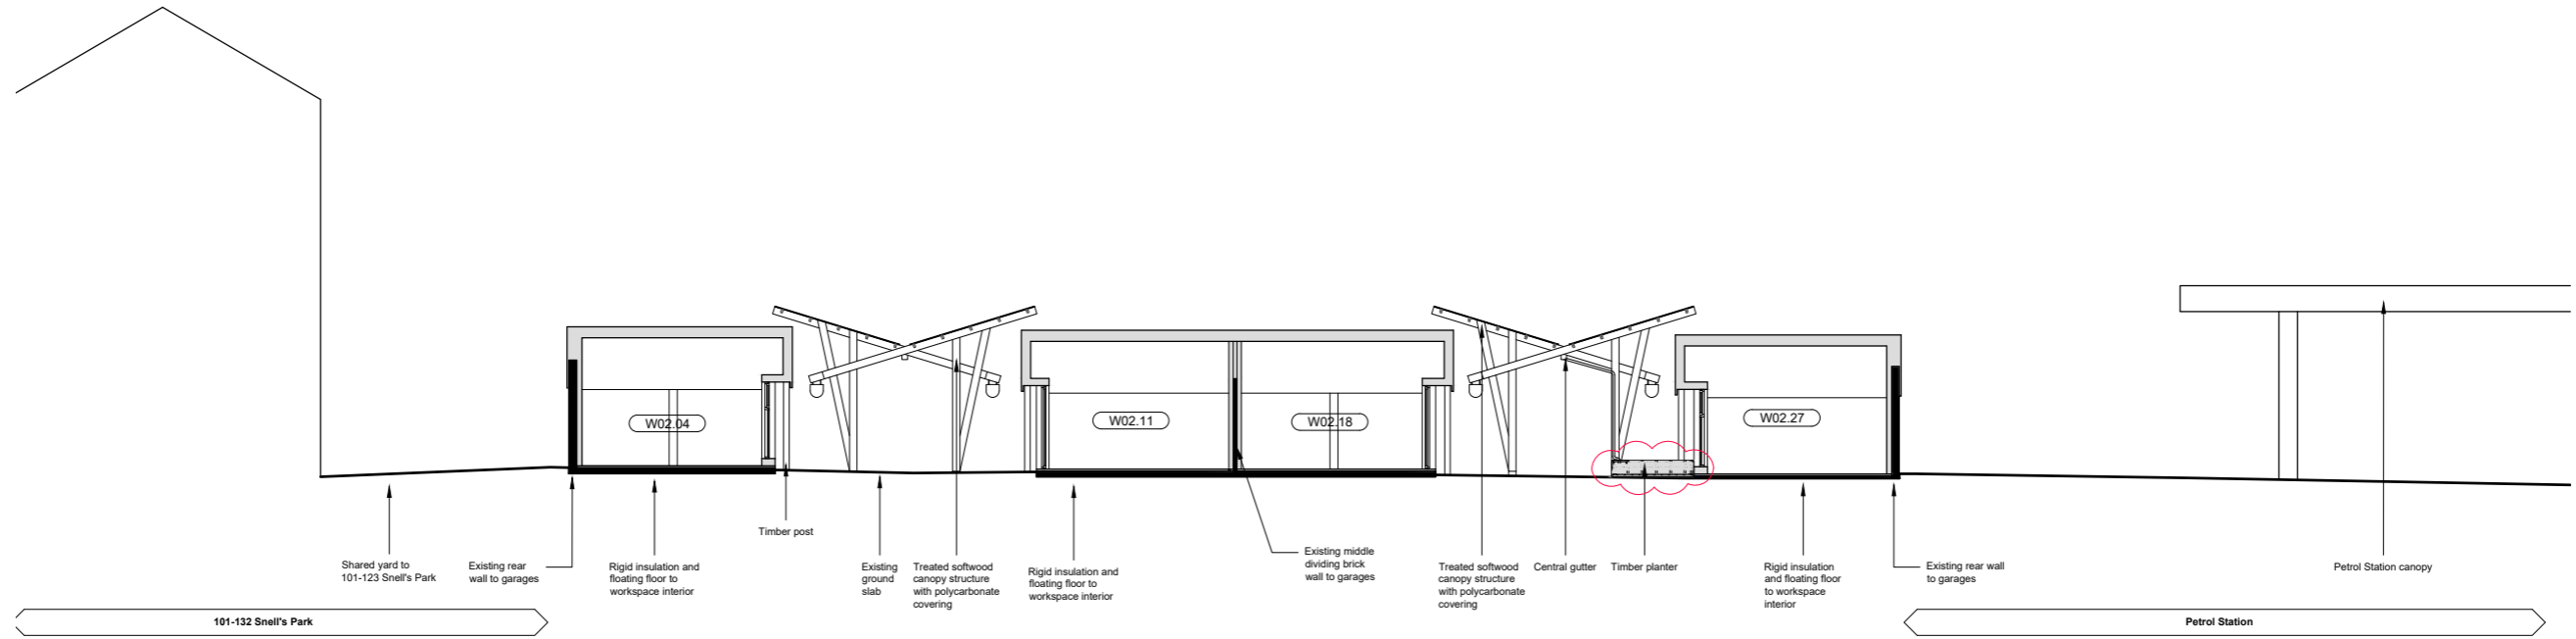 W02.04
W02.11
W02.18
W02.27
Shared yard to
101-123 Snell's Park
Existing rear
wall to garages
Rigid insulation and
floating floor to
workspace interior
Timber post
Existing
ground
slab
Treated softwood
canopy structure
with polycarbonate
covering
Rigid insulation and
floating floor to
workspace interior
Existing middle
dividing brick
wall to garages
Treated softwood
canopy structure
with polycarbonate
covering
Central gutter
Timber planter
Rigid insulation
and floating floor
to workspace
interior
Existing rear wall
to garages
Petrol Station canopy
101-132 Snell's Park
Petrol Station